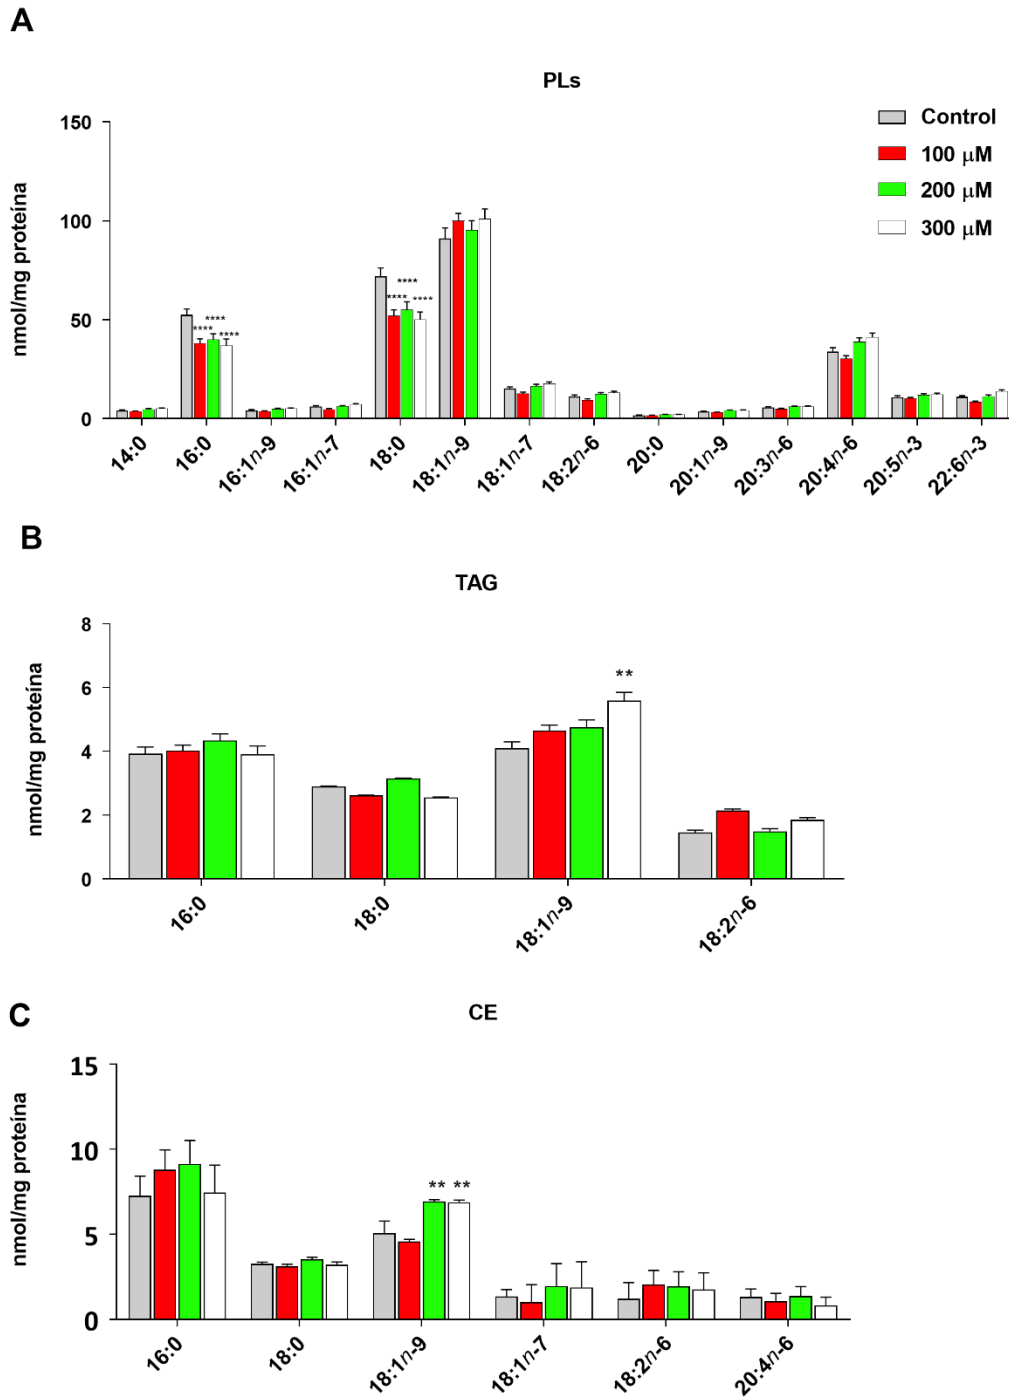 A
PLs
Control
100 μM
200 μM
300 μM
nmol/mg proteína
150
100
50
0
**** **** ****
**** **** ****
14:0 16:0 16:1n-9 16:1n-7 18:0 18:1n-9 18:1n-7 18:2n-6 20:0 20:1n-9 20:3n-6 20:4n-6 20:5n-3 22:6n-3
B
TAG
nmol/mg proteína
8
6
4
2
0
**
16:0 18:0 18:1n-9 18:2n-6
C
CE
nmol/mg proteína
15
10
5
0
** **
16:0 18:0 18:1n-9 18:1n-7 18:2n-6 20:4n-6